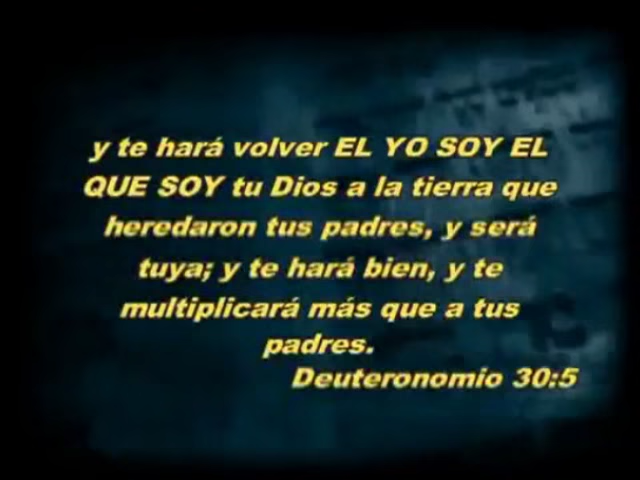 y te hará volver EL YO SOY EL
QUE SOY tu Dios a la tierra que
heredaron tus padres, y será
tuya; y te hará bien, y te
multiplicará más que a tus
padres.
Deuteronomio 30:5